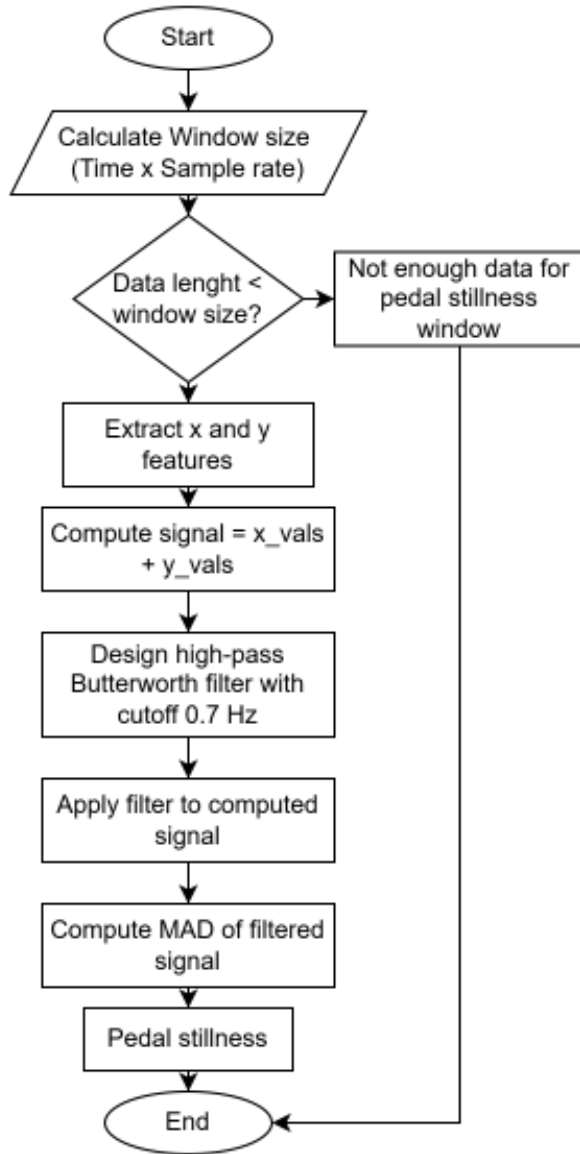 Start
Calculate Window size
(Time x Sample rate)
Data lenght <
window size?
Not enough data for
pedal stillness
window
Extract x and y
features
Compute signal = x_vals
+ y_vals
Design high-pass
Butterworth filter with
cutoff 0.7 Hz
Apply filter to computed
signal
Compute MAD of filtered
signal
Pedal stillness
End